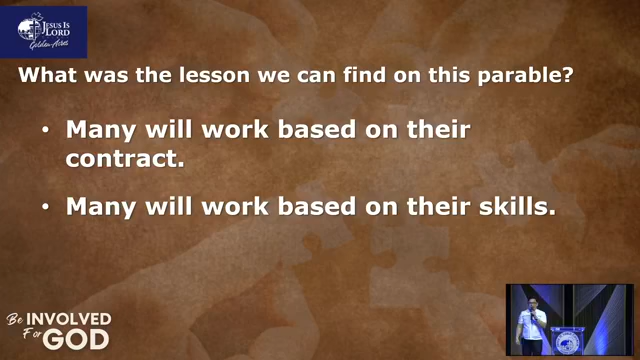 JESUS IS
LORD
Golden Acres
What was the lesson we can find on this parable?
• Many will work based on their
contract.
• Many will work based on their skills.
Be INVOLVED
For GOD